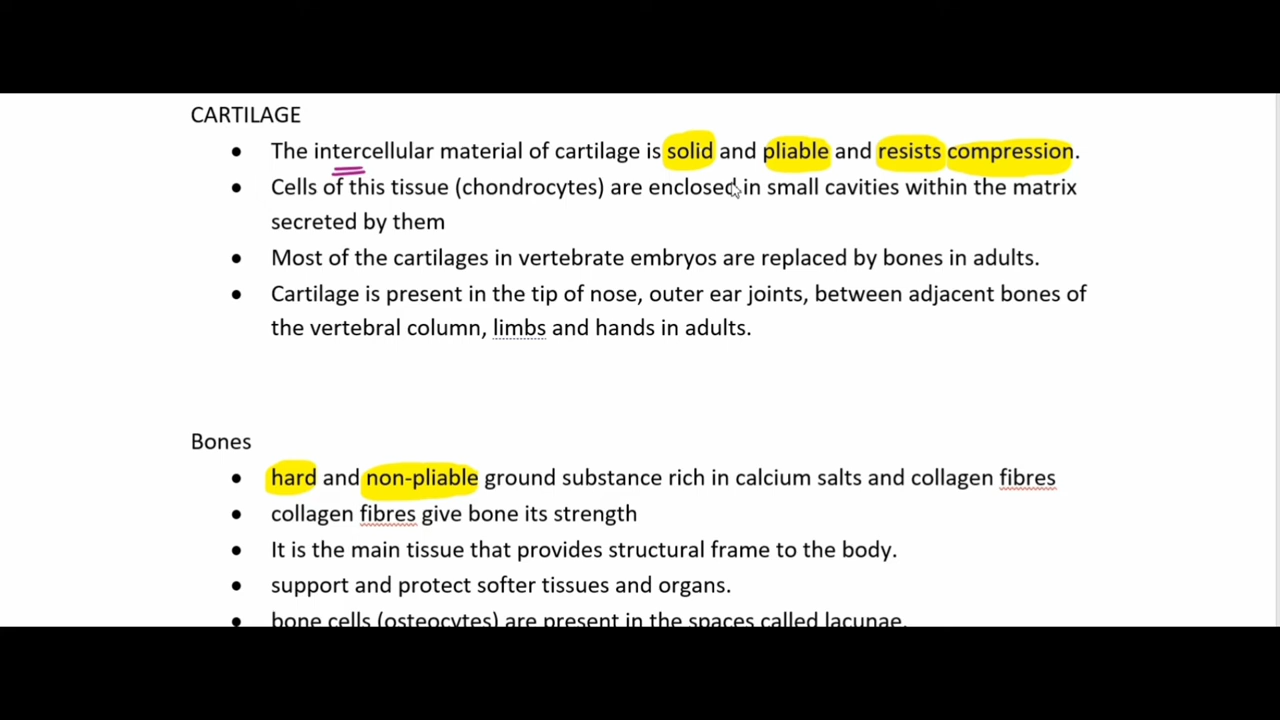 CARTILAGE
• The intercellular material of cartilage is solid and pliable and resists compression.
• Cells of this tissue (chondrocytes) are enclosed in small cavities within the matrix
secreted by them
• Most of the cartilages in vertebrate embryos are replaced by bones in adults.
• Cartilage is present in the tip of nose, outer ear joints, between adjacent bones of
the vertebral column, limbs and hands in adults.
Bones
• hard and non-pliable ground substance rich in calcium salts and collagen fibres
• collagen fibres give bone its strength
• It is the main tissue that provides structural frame to the body.
• support and protect softer tissues and organs.
• bone cells (osteocytes) are present in the spaces called lacunae.